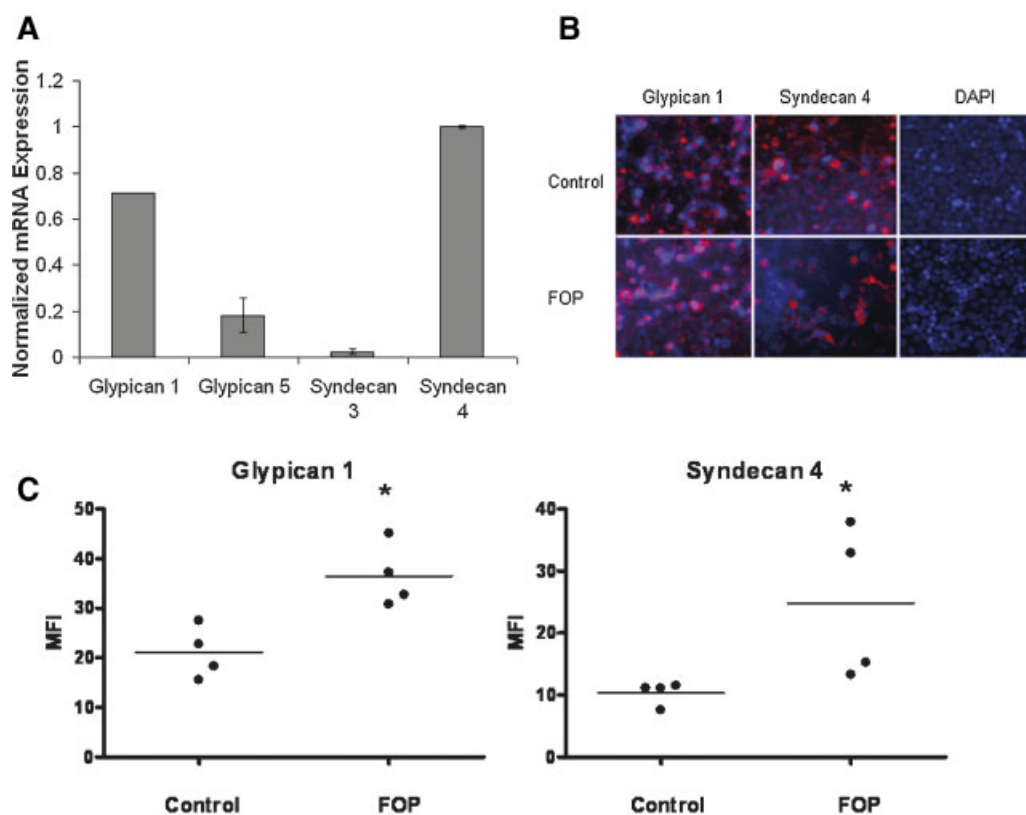 A
Normalized mRNA Expression
1.2
1
0.8
0.6
0.4
0.2
0
Glypican 1
Glypican 5
Syndecan
3
Syndecan
4
B
Glypican 1
Syndecan 4
DAPI
Control
FOP
C
Glypican 1
*
MFI
50
40
30
20
10
0
Control
FOP
Syndecan 4
*
MFI
40
30
20
10
0
Control
FOP